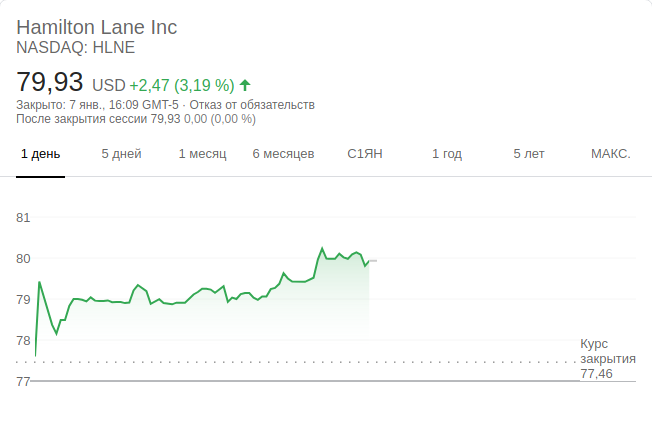 Hamilton Lane Inc
NASDAQ: HLNE
79,93 USD +2,47 (3,19 %)
Закрыто: 7 янв., 16:09 GMT-5 · Отказ от обязательств
После закрытия сессии 79,93 0,00 (0,00 %)
1 день 5 дней 1 месяц 6 месяцев С1ЯН 1 год 5 лет МАКС.
81
80
79
78
Курс
закрытия
77,46
77